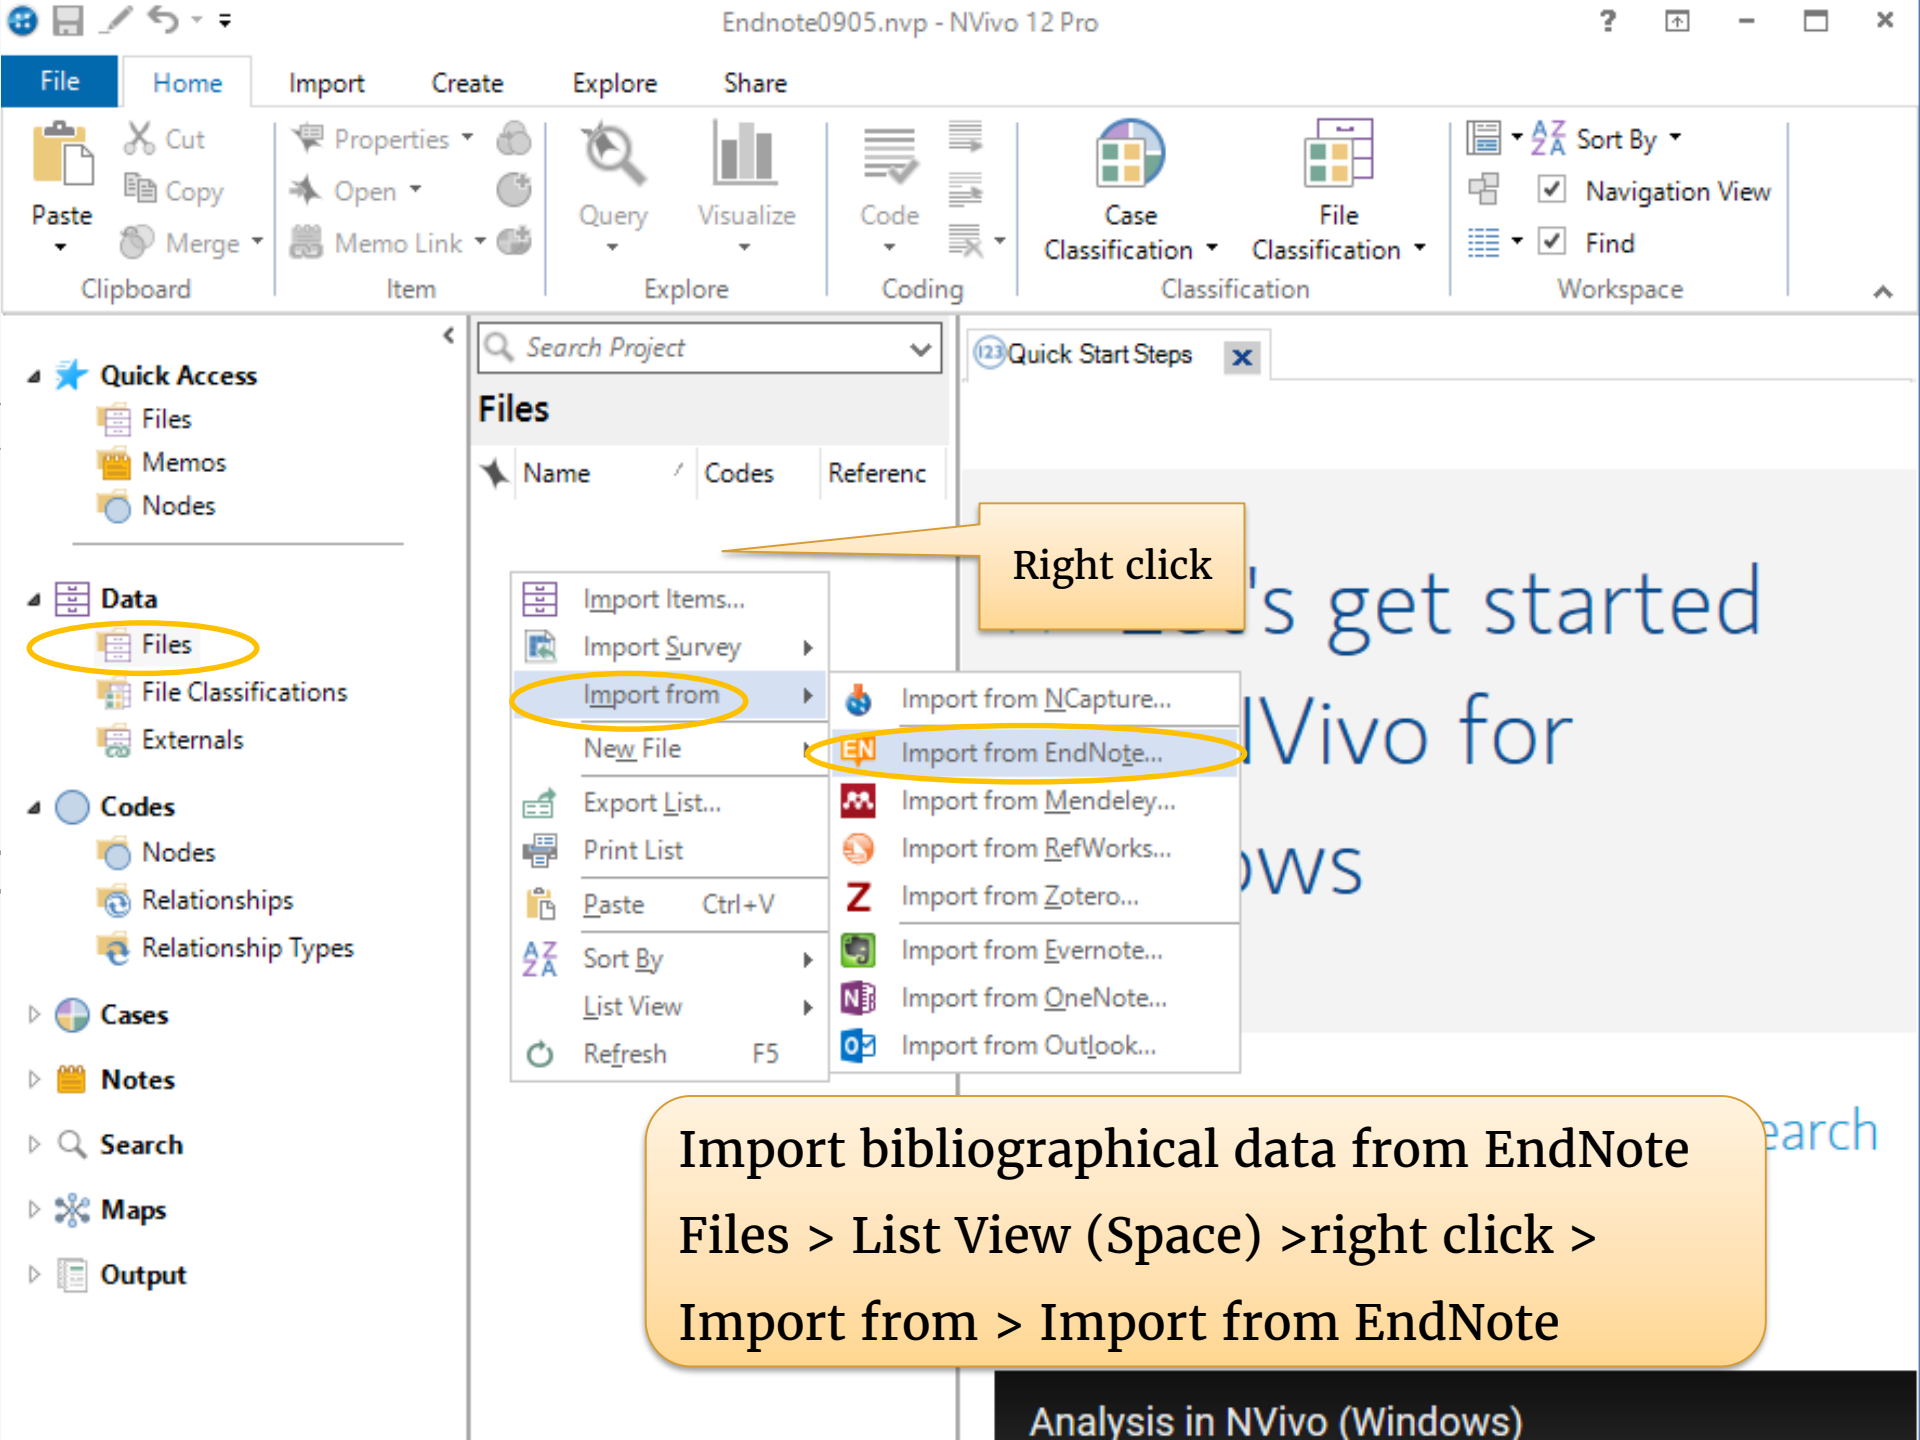 Endnote0905.nvp - NVivo 12 Pro
?
File
Home
Import
Create
Explore
Share
Paste
Cut
Copy
Merge
Clipboard
Properties
Open
Memo Link
Item
Query
Visualize
Explore
Code
Coding
Case
Classification
File
Classification
Classification
Sort By
Navigation View
Find
Workspace
Quick Access
Files
Memos
Nodes
Data
Files
File Classifications
Externals
Codes
Nodes
Relationships
Relationship Types
Cases
Notes
Search
Maps
Output
Search Project
Files
Name
Codes
Referenc
123 Quick Start Steps
Right click
Import Items...
Import Survey
Import from
New File
Export List...
Print List
Paste Ctrl+V
Sort By
List View
Refresh F5
Import from NCapture...
EN Import from EndNote...
Import from Mendeley...
Import from RefWorks...
Z Import from Zotero...
Import from Evernote...
N Import from OneNote...
O Import from Outlook...
's get started
Vivo for
ows
earch
Import bibliographical data from EndNote
Files > List View (Space) >right click >
Import from > Import from EndNote
Analysis in NVivo (Windows)